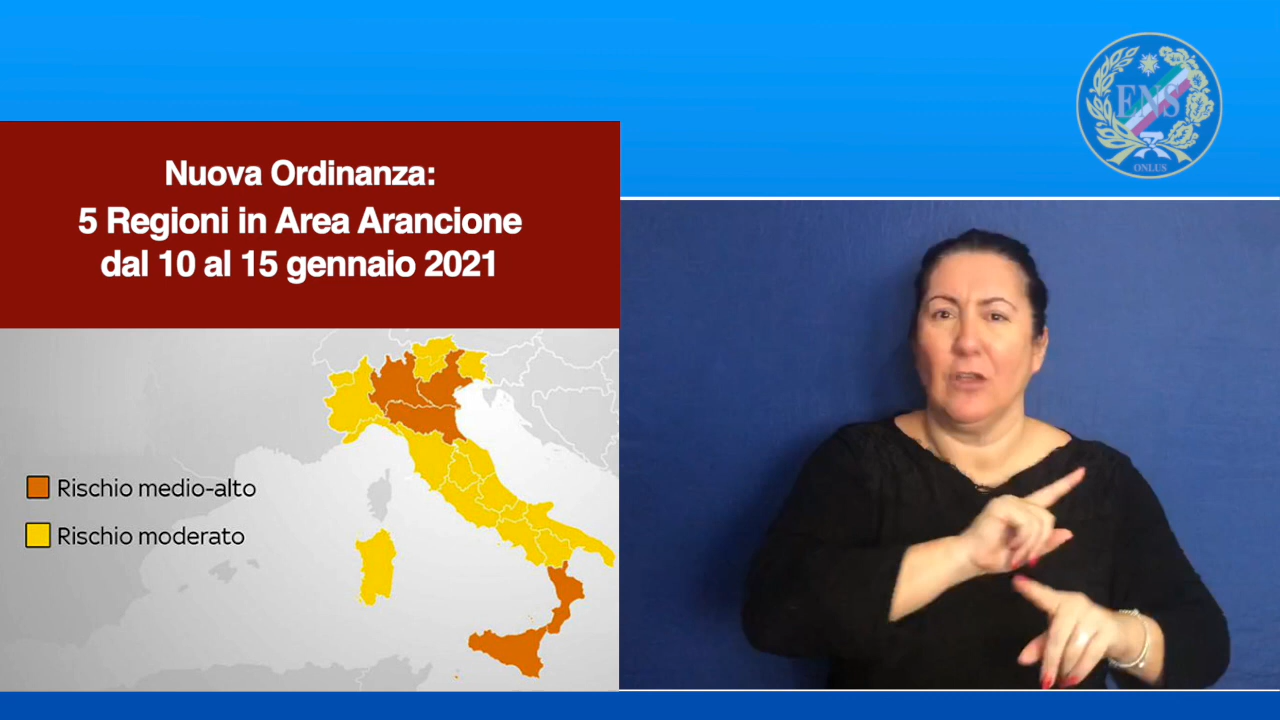 ENS
ONLUS
Nuova Ordinanza:
5 Regioni in Area Arancione
dal 10 al 15 gennaio 2021
Rischio medio-alto
Rischio moderato